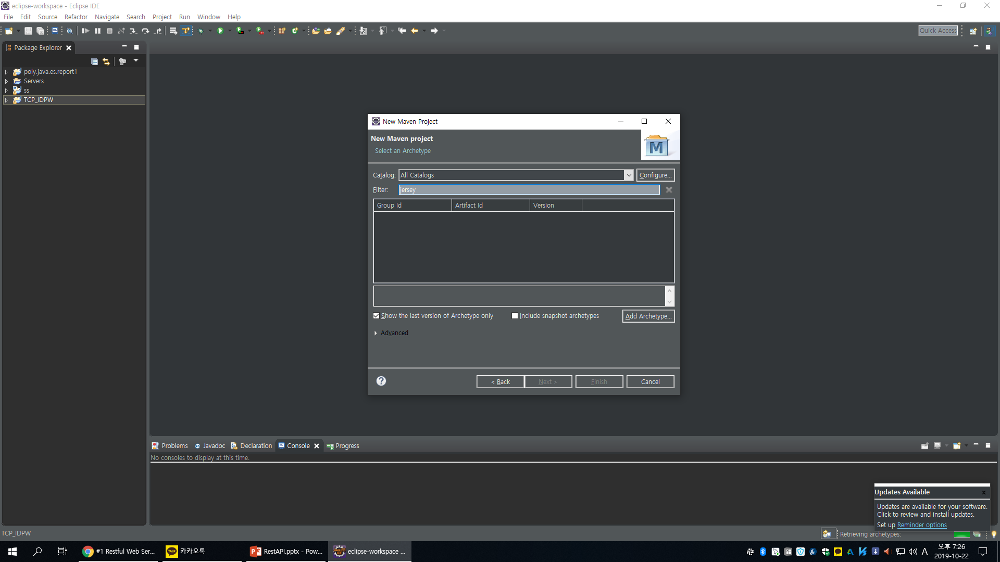 eclipse-workspace - Eclipse IDE
File Edit Source Refactor Navigate Search Project Run Window Help
Quick Access
Package Explorer
poly.java.es.report1
Servers
ss
TCP_IDPW
New Maven Project
New Maven project
Select an Archetype
M
Catalog: All Catalogs Configure...
Filter: jersey
Group Id Artifact Id Version
Show the last version of Archetype only Include snapshot archetypes Add Archetype...
Advanced
< Back Next > Finish Cancel
Problems Javadoc Declaration Console Progress
No consoles to display at this time.
Updates Available
Updates are available for your software.
Click to review and install updates.
Set up Reminder options
TCP_IDPW
Retrieving archetypes:
#1 Restful Web Ser...
TALK 카카오톡
RestAPI.pptx - Pow...
eclipse-workspace ...
A
오후 7:26
2019-10-22